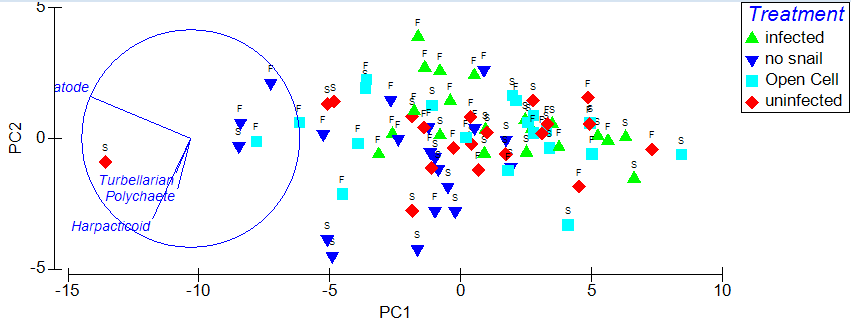 Treatment
infected
no snail
Open Cell
uninfected
5
0
-5
PC2
atode
Turbellarian
Polychaete
Harpacticoid
-15
-10
-5
0
5
10
PC1